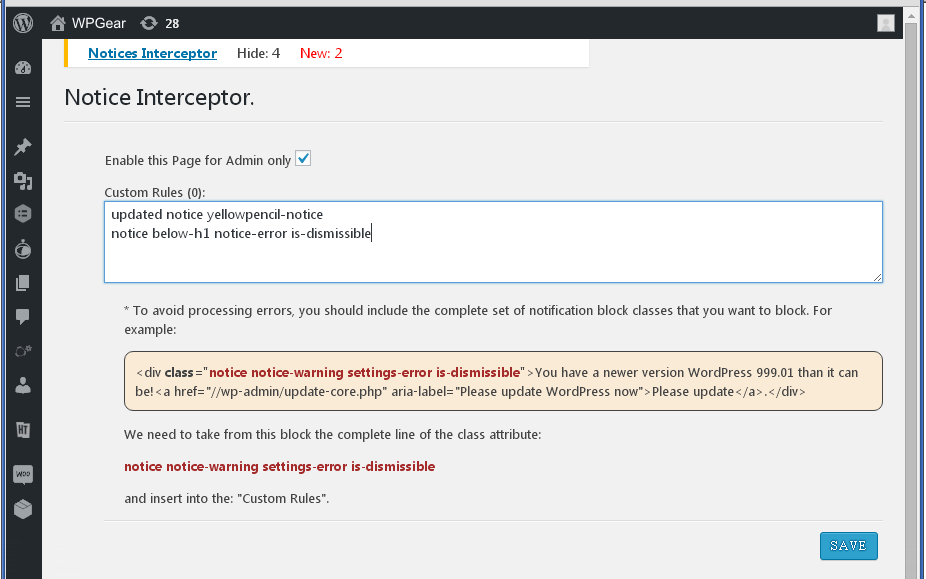 WPGear 28
Notices Interceptor Hide: 4 New: 2
Notice Interceptor.
Enable this Page for Admin only
Custom Rules (0):
updated notice yellowpencil-notice
notice below-h1 notice-error is-dismissible
* To avoid processing errors, you should include the complete set of notification block classes that you want to block. For
example:
<div class="notice notice-warning settings-error is-dismissible">You have a newer version WordPress 999.01 than it can
be!<a href="//wp-admin/update-core.php" aria-label="Please update WordPress now">Please update</a>.</div>
We need to take from this block the complete line of the class attribute:
notice notice-warning settings-error is-dismissible
and insert into the: "Custom Rules".
SAVE
HT
WOO